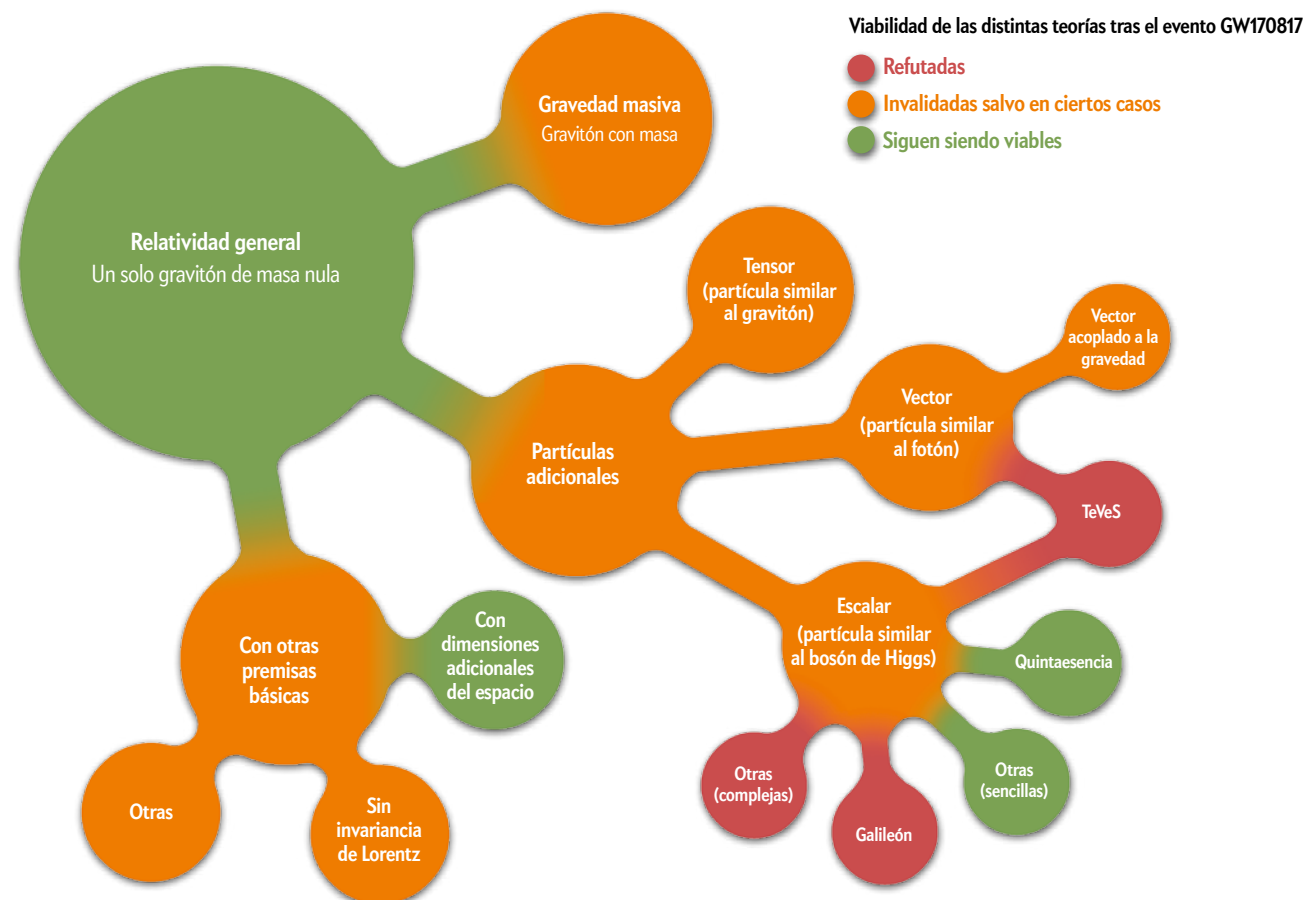 Viabilidad de las distintas teorías tras el evento GW170817
Refutadas
Invalidadas salvo en ciertos casos
Siguen siendo viables
Gravedad masiva
Gravitón con masa
Relatividad general
Un solo gravitón de masa nula
Tensor
(partícula similar
al gravitón)
Vector
acoplado a la
gravedad
Vector
(partícula similar
al fotón)
Partículas
adicionales
TeVeS
Escalar
(partícula similar
al bosón de Higgs)
Quintaesencia
Con otras
premisas
básicas
Con
dimensiones
adicionales
del espacio
Otras
(complejas)
Otras
(sencillas)
Galileón
Otras
Sin
invariancia
de Lorentz